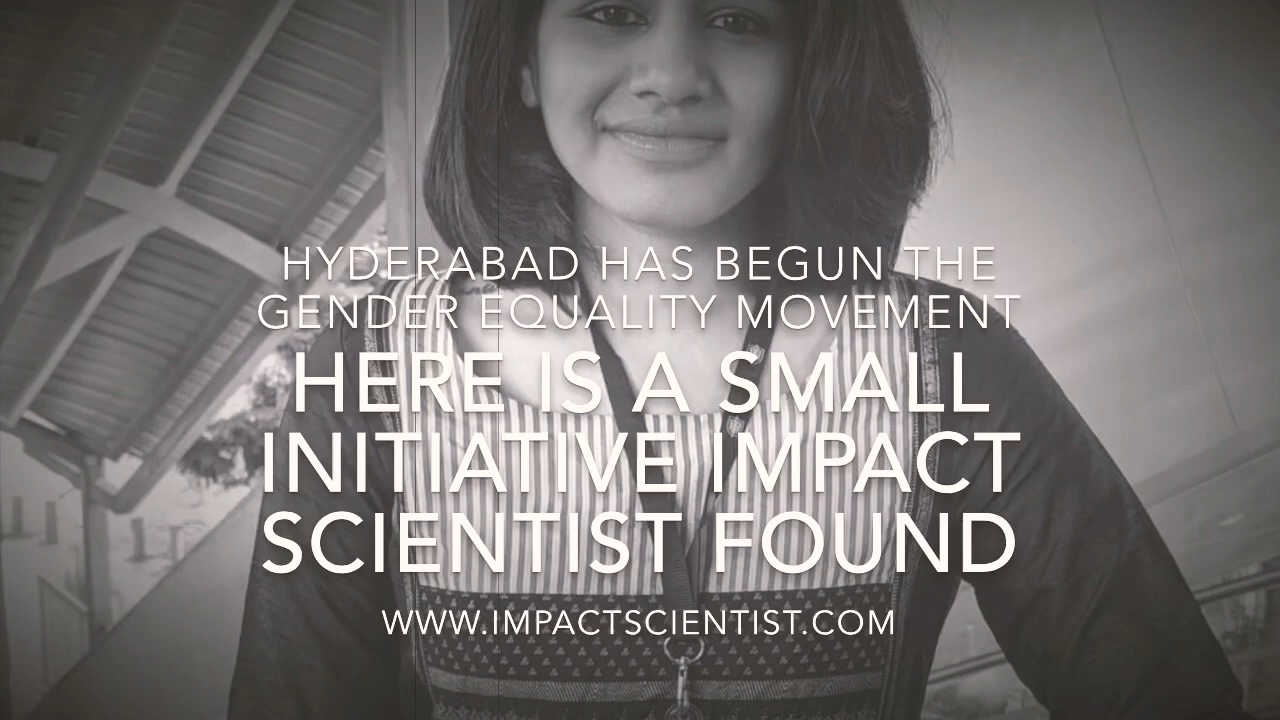 HYDERABAD HAS BEGUN THE
GENDER EQUALITY MOVEMENT
HERE IS A SMALL
INITIATIVE IMPACT
SCIENTIST FOUND
WWW.IMPACTSCIENTIST.COM